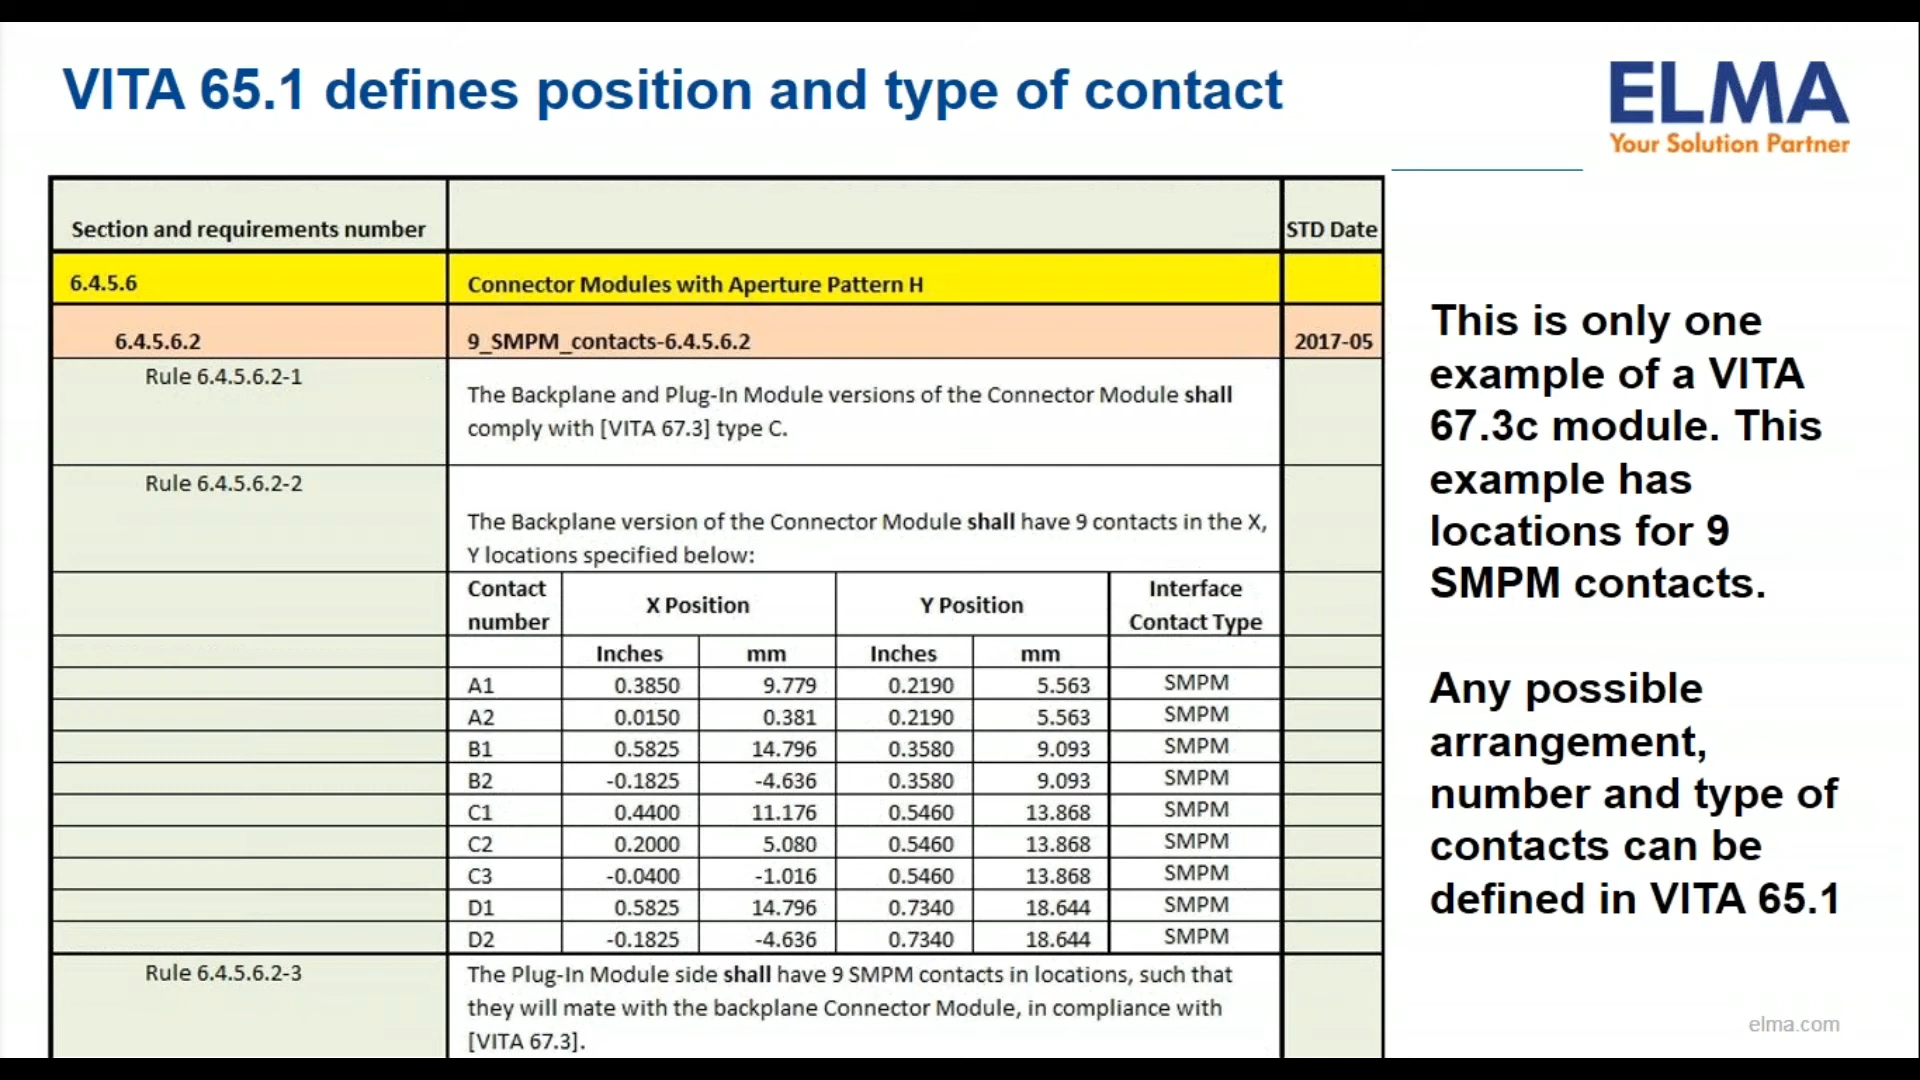 VITA 65.1 defines position and type of contact
ELMA
Your Solution Partner
Section and requirements number STD Date
6.4.5.6 Connector Modules with Aperture Pattern H
6.4.5.6.2 9_SMPM_contacts-6.4.5.6.2 2017-05
Rule 6.4.5.6.2-1
The Backplane and Plug-In Module versions of the Connector Module shall
comply with [VITA 67.3] type C.
Rule 6.4.5.6.2-2
The Backplane version of the Connector Module shall have 9 contacts in the X,
Y locations specified below:
Contact
number
X Position
Y Position
Interface
Contact Type
Inches mm Inches mm
A1 0.3850 9.779 0.2190 5.563 SMPM
A2 0.0150 0.381 0.2190 5.563 SMPM
B1 0.5825 14.796 0.3580 9.093 SMPM
B2 -0.1825 -4.636 0.3580 9.093 SMPM
C1 0.4400 11.176 0.5460 13.868 SMPM
C2 0.2000 5.080 0.5460 13.868 SMPM
C3 -0.0400 -1.016 0.5460 13.868 SMPM
D1 0.5825 14.796 0.7340 18.644 SMPM
D2 -0.1825 -4.636 0.7340 18.644 SMPM
Rule 6.4.5.6.2-3
The Plug-In Module side shall have 9 SMPM contacts in locations, such that
they will mate with the backplane Connector Module, in compliance with
[VITA 67.3].
This is only one
example of a VITA
67.3c module. This
example has
locations for 9
SMPM contacts.
Any possible
arrangement,
number and type of
contacts can be
defined in VITA 65.1
elma.com